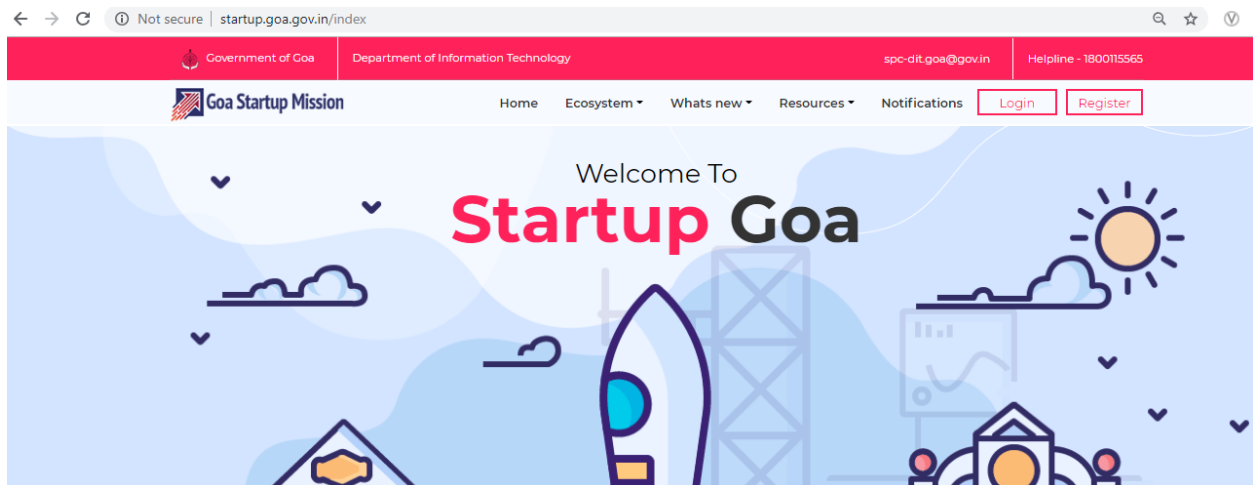 Not secure | startup.goa.gov.in/index
Government of Goa Department of Information Technology spc-dit.goa@gov.in Helpline - 1800115565
Goa Startup Mission Home Ecosystem Whats new Resources Notifications Login Register
Welcome To
Startup Goa